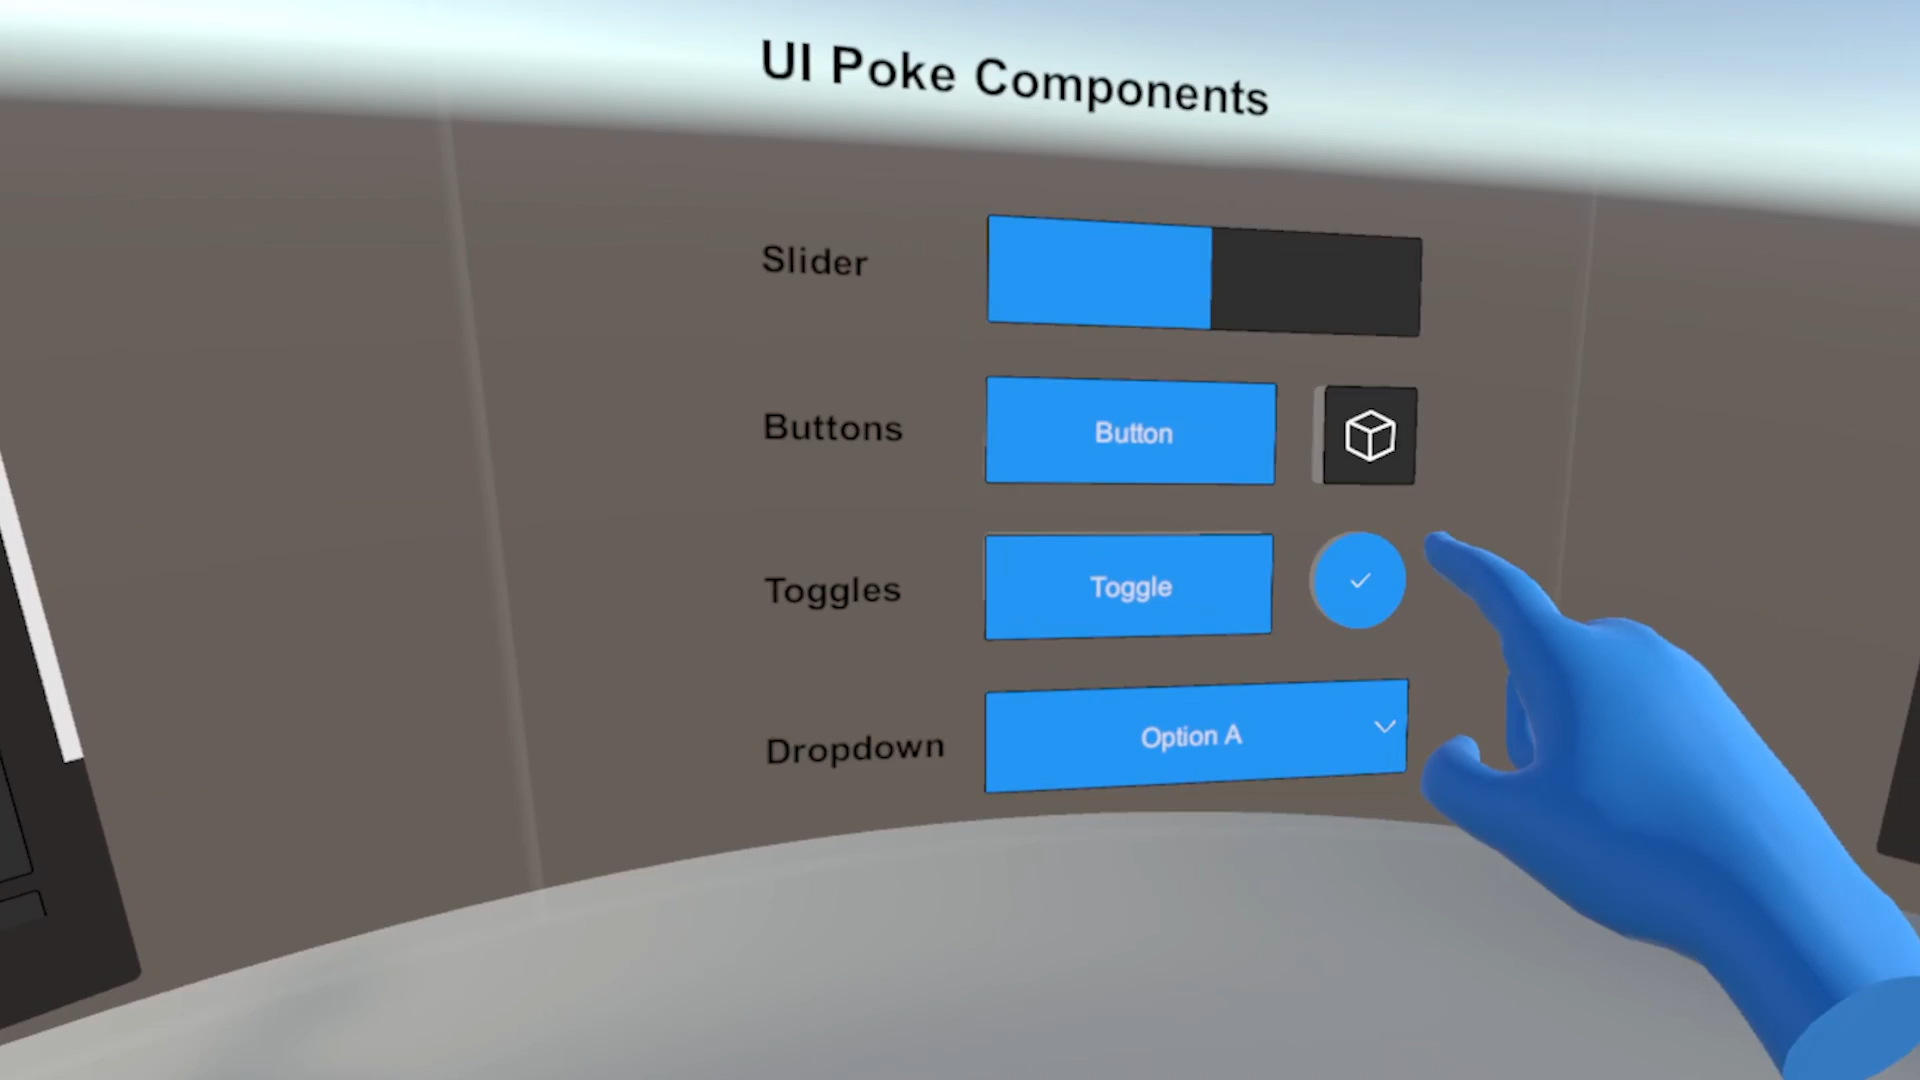 UI Poke Components
Slider
Buttons
Button
Toggles
Toggle
Dropdown
Option A